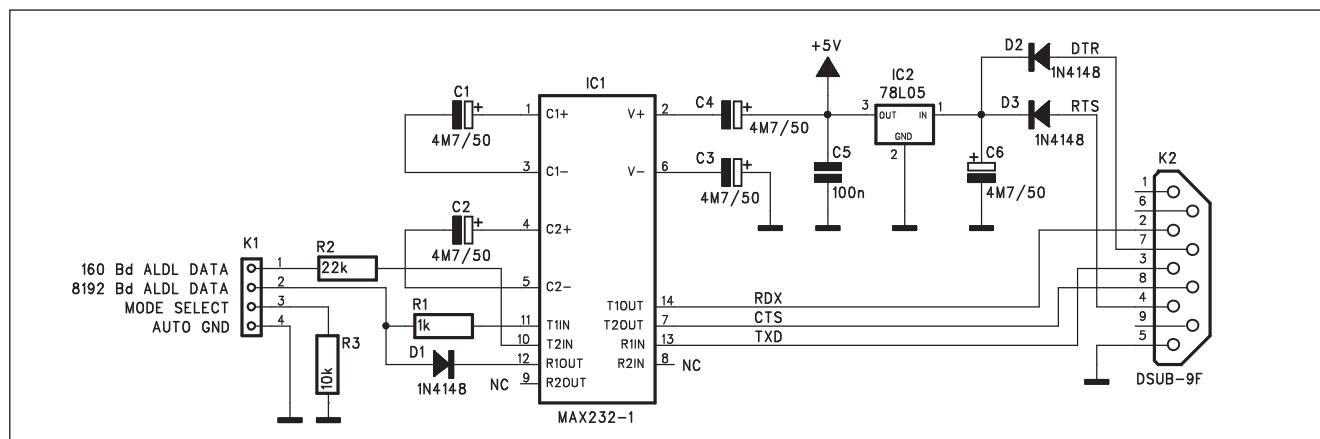 +5V
D2
DTR
1N4148
IC2
78L05
D3
RTS
1N4148
3
OUT
IN
1
GND
2
IC1
C1
+
4M7/50
1
C1+
V+
2
C4
+
4M7/50
3
C1-
V-
6
C3
+
4M7/50
C5
100n
+
C6
4M7/50
K2
1
6
2
7
3
8
4
9
5
DSUB-9F
C2
+
4M7/50
4
C2+
5
C2-
K1
160 Bd ALDL DATA
1
R2
22k
8192 Bd ALDL DATA
2
MODE SELECT
3
AUTO GND
4
R1
1k
R3
10k
D1
1N4148
11
T1IN
10
T2IN
12
R1OUT
NC
9
R2OUT
T1OUT
14
RDX
T2OUT
7
CTS
R1IN
13
TXD
R2IN
8
NC
MAX232-1